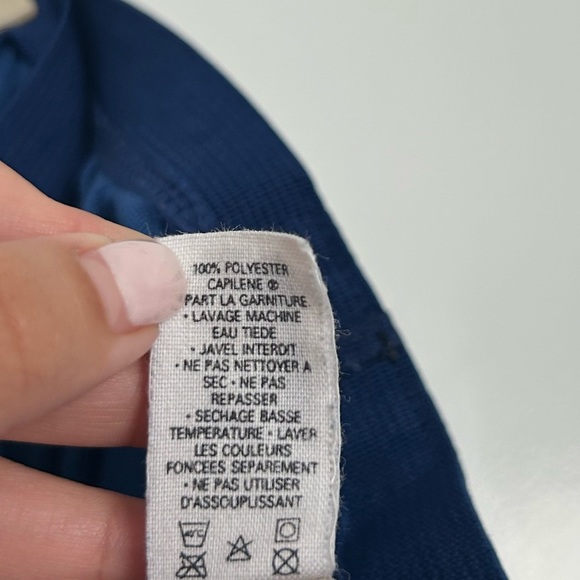 100% POLYESTER
CAPILENE ®
PART LA GARNITURE
• LAVAGE MACHINE
EAU TIEDE
• JAVEL INTERDIT
• NE PAS NETTOYER A
SEC • NE PAS
REPASSER
• SECHAGE BASSE
TEMPERATURE • LAVER
LES COULEURS
FONCEES SEPAREMENT
• NE PAS UTILISER
D'ASSOUPLISSANT